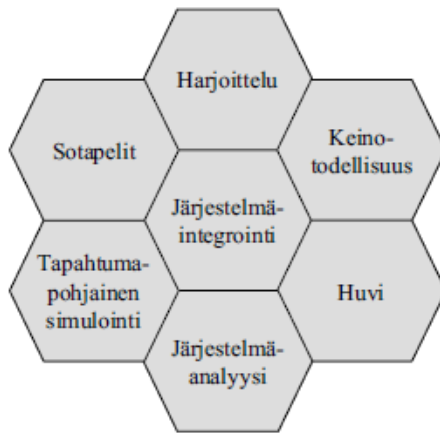 Harjoittelu
Sotapelit
Keino-
todellisuus
Järjestelmä-
integrointi
Tapahtuma-
pohjainen
simulointi
Huvi
Järjestelmä-
analyysi